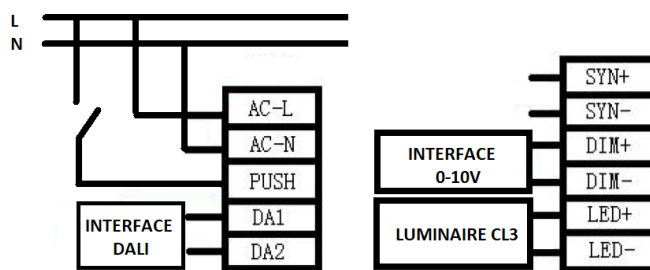 L
N
AC-L
AC-N
PUSH
DA1
DA2
INTERFACE
DALI
SYN+
SYN-
DIM+
DIM-
LED+
LED-
INTERFACE
0-10V
LUMINAIRE CL3